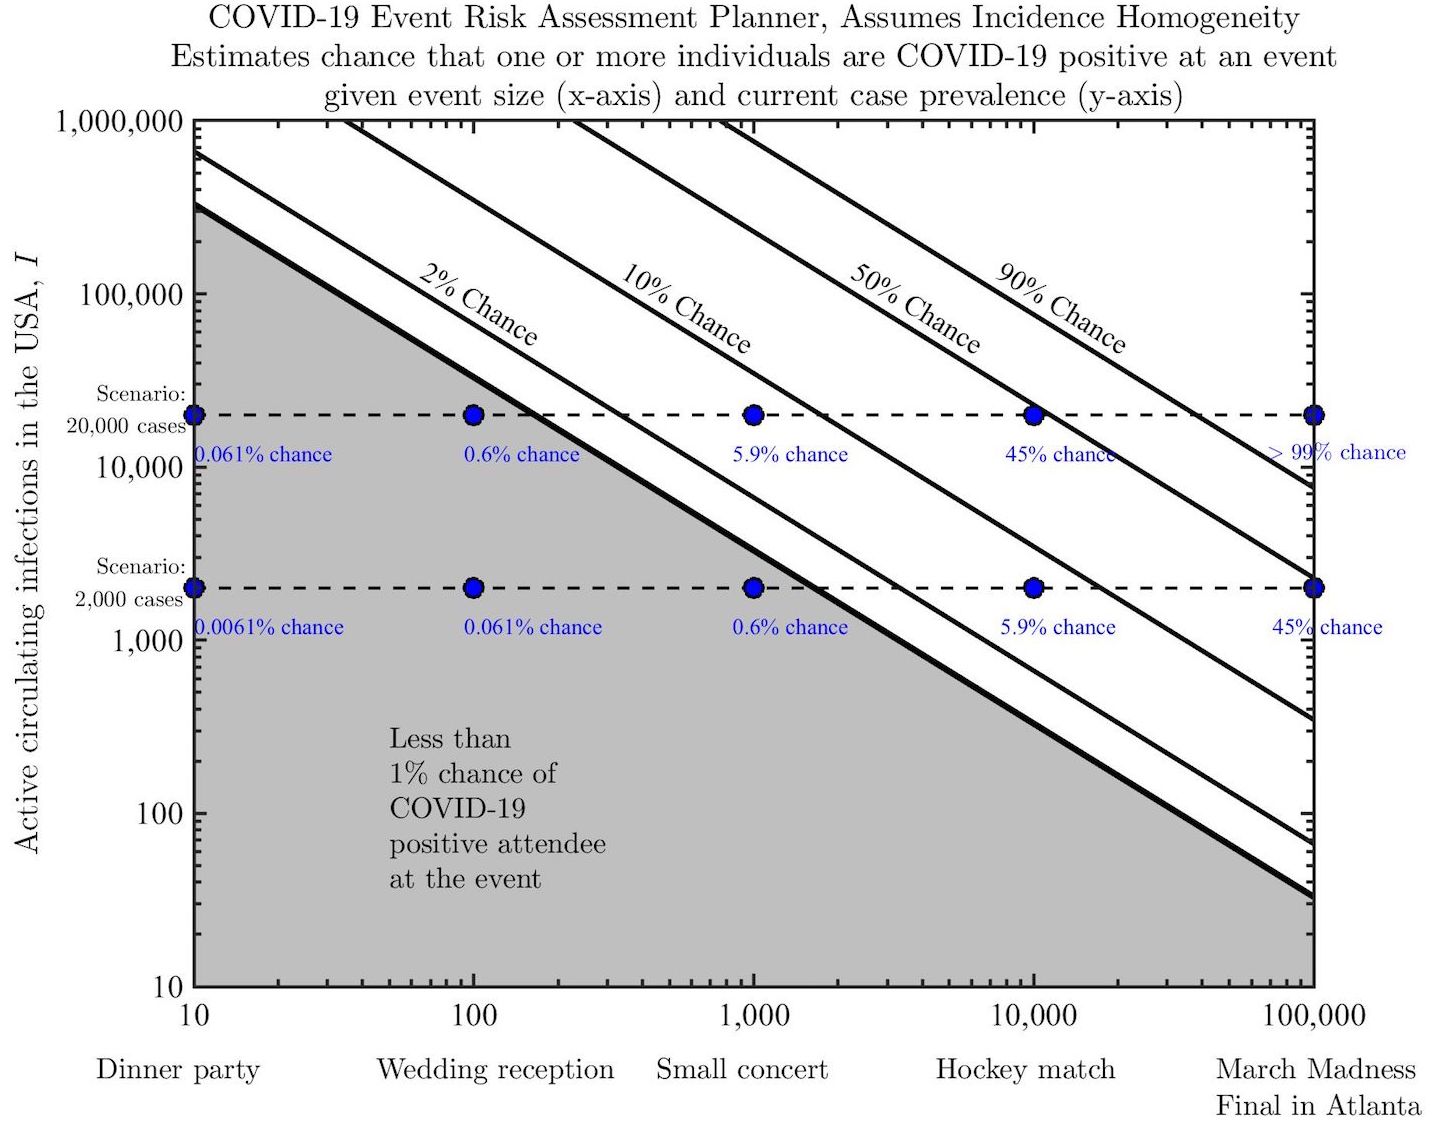 COVID-19 Event Risk Assessment Planner, Assumes Incidence Homogeneity
Estimates chance that one or more individuals are COVID-19 positive at an event
given event size (x-axis) and current case prevalence (y-axis)
Active circulating infections in the USA, I
1,000,000
100,000
10,000
1,000
100
10
2% Chance
10% Chance
50% Chance
90% Chance
Scenario:
20,000 cases
0.061% chance
0.6% chance
5.9% chance
45% chance
> 99% chance
Scenario:
2,000 cases
0.0061% chance
0.061% chance
0.6% chance
5.9% chance
45% chance
Less than
1% chance of
COVID-19
positive attendee
at the event
10
100
1,000
10,000
100,000
Dinner party
Wedding reception
Small concert
Hockey match
March Madness
Final in Atlanta